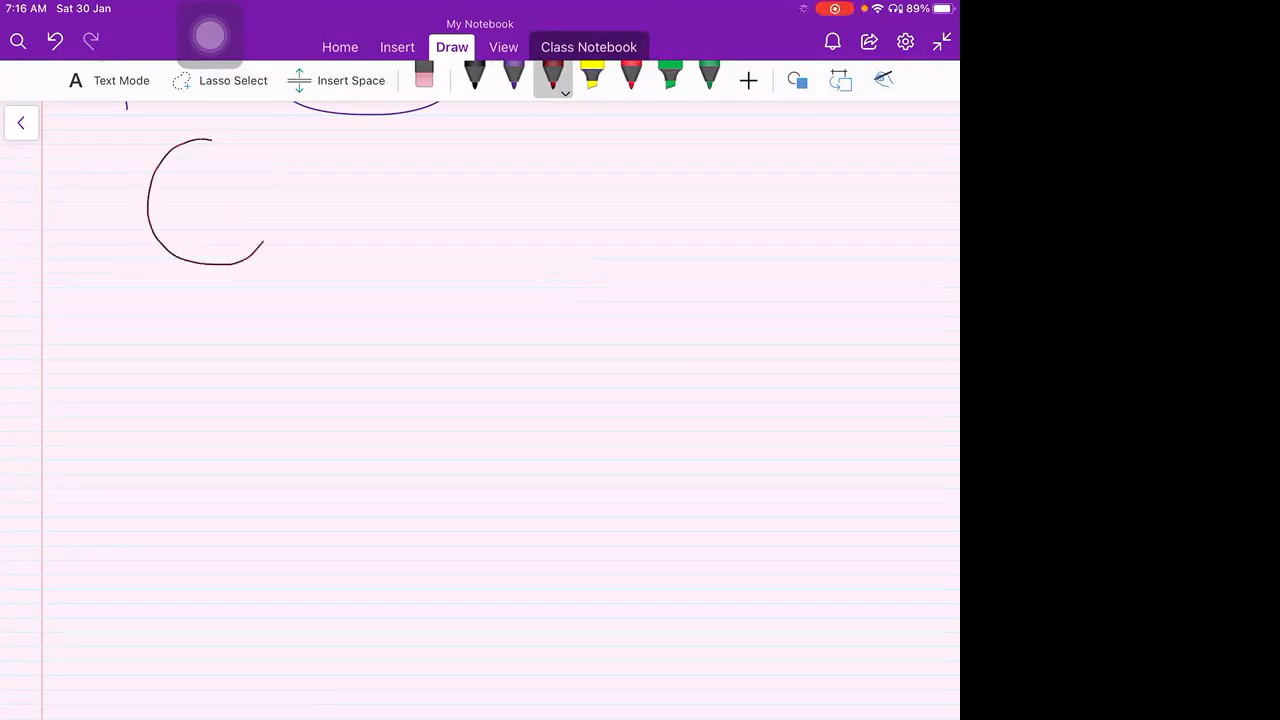 7:16 AM Sat 30 Jan 89%
My Notebook
Home Insert Draw View Class Notebook
A Text Mode Lasso Select Insert Space